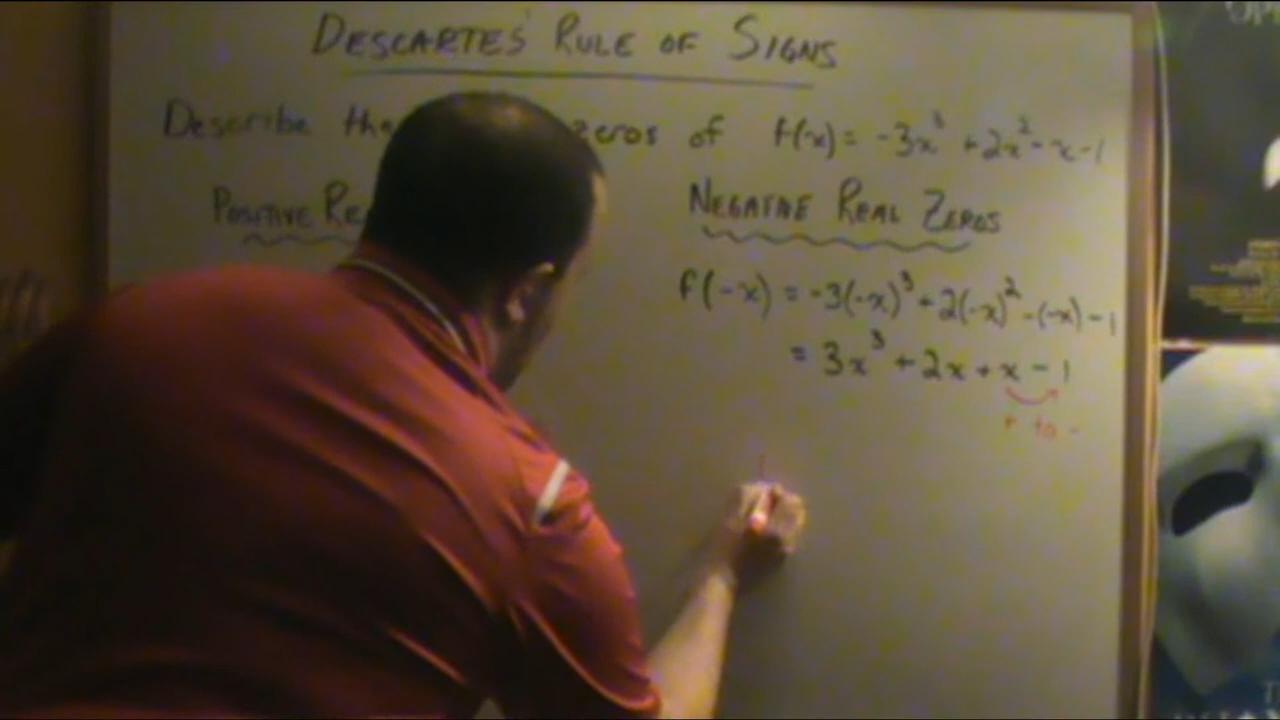 DESCARTE'S RULE OF SIGNS
Describe the zeros of f(x) = -3x³ + 2x² - x - 1
POSITIVE RE
NEGATIVE REAL ZEROS
f(-x) = -3(-x)³ + 2(-x)² - (-x) - 1
= 3x³ + 2x + x - 1
+ to -